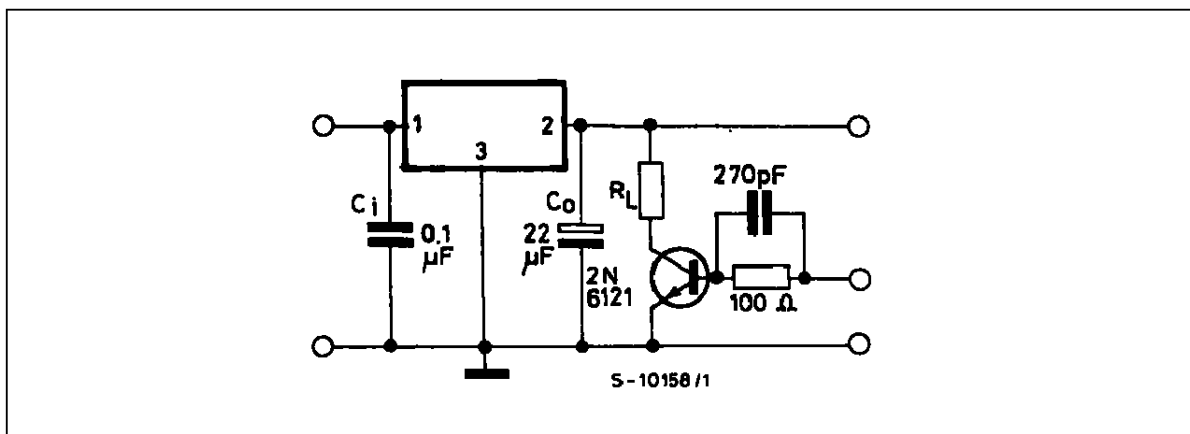 1
2
3
Ci
0.1
µF
Co
22
µF
RL
270pF
2N
6121
100 Ω
S-10158/1